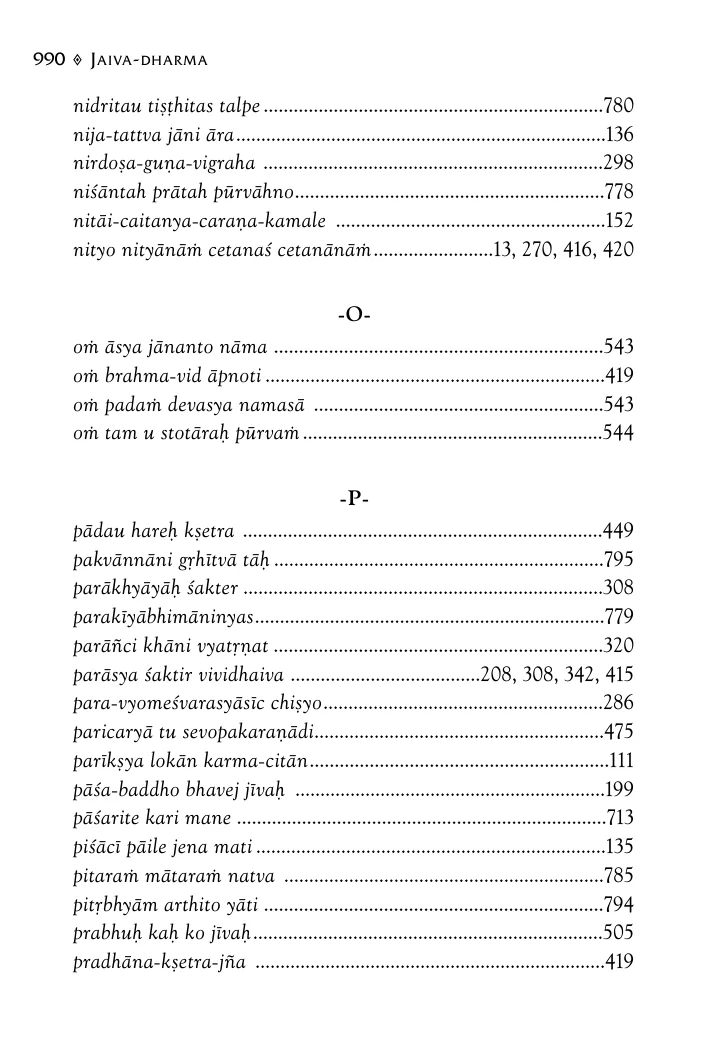 990 ⟡ JAIVA-DHARMA
nidritau tiṣṭhitas talpe ......................................................................780
nija-tattva jāni āra............................................................................136
nirdoṣa-guṇa-vigraha ......................................................................298
niśāntah prātah pūrvāhno................................................................778
nitāi-caitanya-caraṇa-kamale ........................................................152
nityo nityānāṁ cetanaś cetanānāṁ.........................13, 270, 416, 420
-O-
oṁ āsya jānanto nāma ....................................................................543
oṁ brahma-vid āpnoti ......................................................................419
oṁ padaṁ devasya namasā ............................................................543
oṁ tam u stotāraḥ pūrvaṁ ..............................................................544
-P-
pādau hareḥ kṣetra ..........................................................................449
pakvānnāni gṛhītvā tāḥ ....................................................................795
parākhyāyāḥ śakter ..........................................................................308
parakīyābhimāninyas........................................................................779
parāñci khāni vyatṛṇat ....................................................................320
parāsya śaktir vividhaiva .......................................208, 308, 342, 415
para-vyomeśvarasyāsīc chiṣyo..........................................................286
paricaryā tu sevopakaraṇādi............................................................475
parīkṣya lokān karma-citān..............................................................111
pāśa-baddho bhavej jīvaḥ ................................................................199
pāśarite kari mane ............................................................................713
piśācī pāile jena mati ........................................................................135
pitaraṁ mātaraṁ natva ..................................................................785
pitṛbhyām arthito yāti ......................................................................794
prabhuḥ kaḥ ko jīvaḥ........................................................................505
pradhāna-kṣetra-jña ........................................................................419